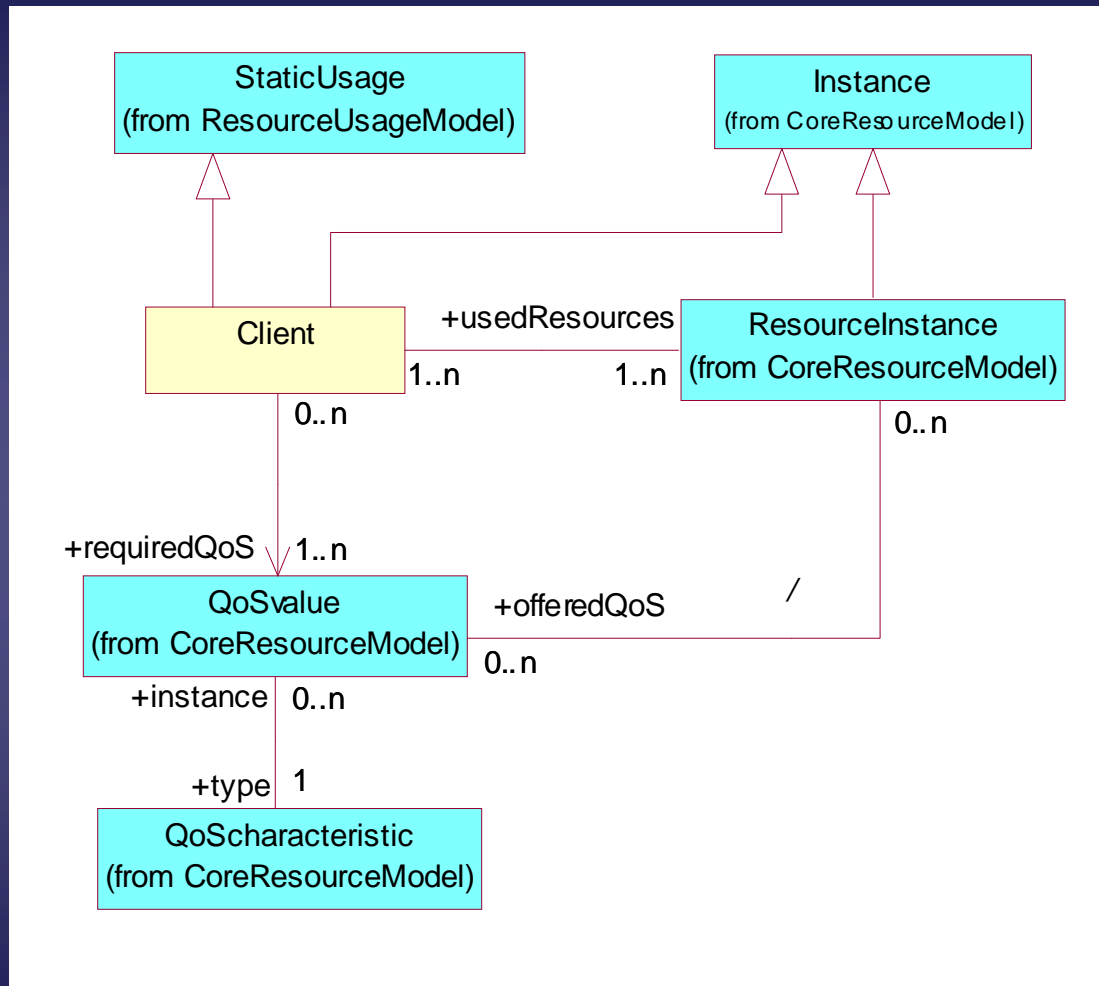 StaticUsage
(from ResourceUsageModel)
Instance
(from CoreResourceModel)
Client
+usedResources
1..n
1..n
ResourceInstance
(from CoreResourceModel)
0..n
0..n
+requiredQoS
1..n
QoSvalue
(from CoreResourceModel)
+offeredQoS
/
0..n
+instance
0..n
+type
1
QoScharacteristic
(from CoreResourceModel)